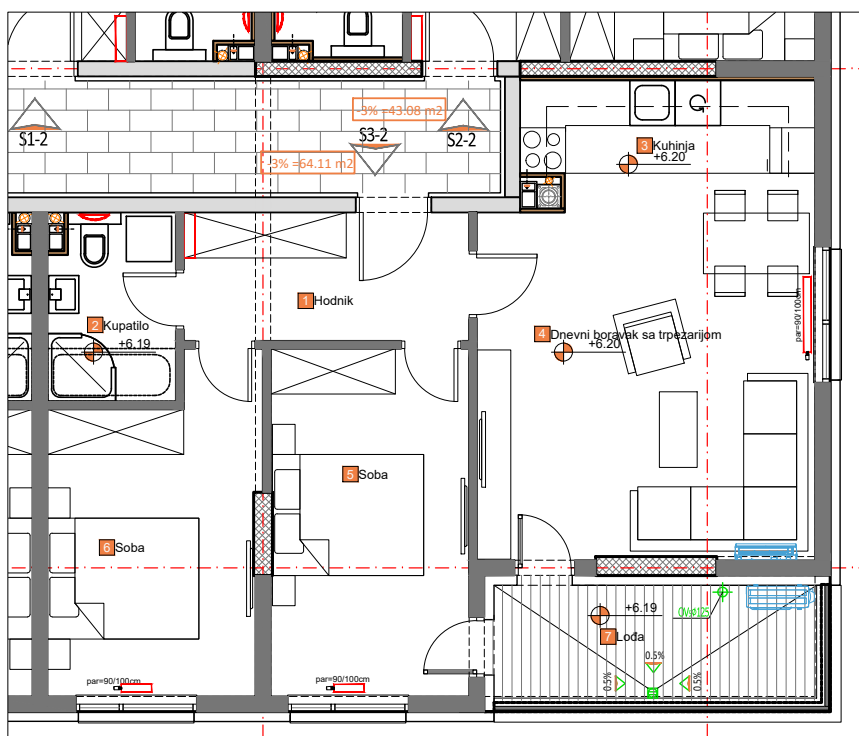 -3% =43.08 m2
S1-2
S3-2
S2-2
-3% =64.11 m2
3 Kuhinja
+6.20
1 Hodnik
2 Kupatilo
+6.19
4 Dnevni boravak sa trpezarijom
+6.20
par=90/100cm
5 Soba
6 Soba
+6.19
OVφ125
7 Lođa
0.5%
0.5%
0.5%
par=90/100cm
par=90/100cm